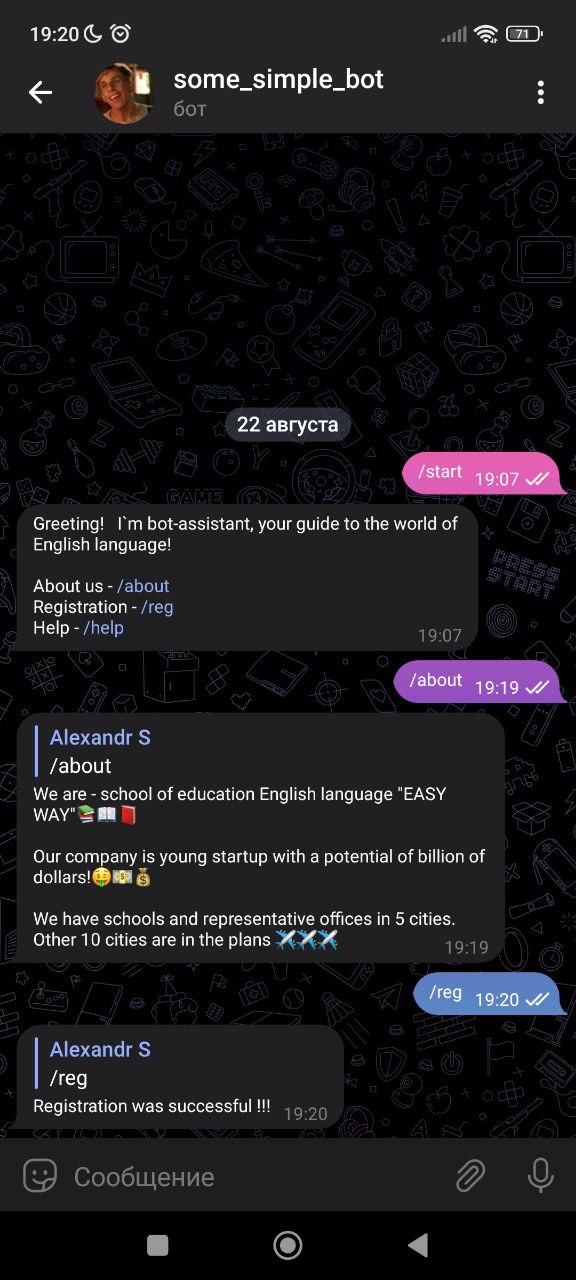 19:20
71
some_simple_bot
бот
22 августа
/start 19:07
Greeting! I`m bot-assistant, your guide to the world of
English language!
About us - /about
Registration - /reg
Help - /help
19:07
GAME
PRESS
START
/about 19:19
Alexandr S
/about
We are - school of education English language "EASY
WAY"📚📖📕
Our company is young startup with a potential of billion of
dollars!🤑💵💰
We have schools and representative offices in 5 cities.
Other 10 cities are in the plans ✈️✈️✈️
19:19
/reg 19:20
Alexandr S
/reg
Registration was successful !!! 19:20
Сообщение